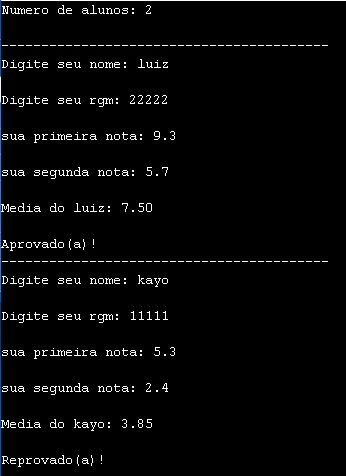 Numero de alunos: 2
-----------------------------------------
Digite seu nome: luiz
Digite seu rgm: 22222
sua primeira nota: 9.3
sua segunda nota: 5.7
Media do luiz: 7.50
Aprovado(a)!
-----------------------------------------
Digite seu nome: kayo
Digite seu rgm: 11111
sua primeira nota: 5.3
sua segunda nota: 2.4
Media do kayo: 3.85
Reprovado(a)!